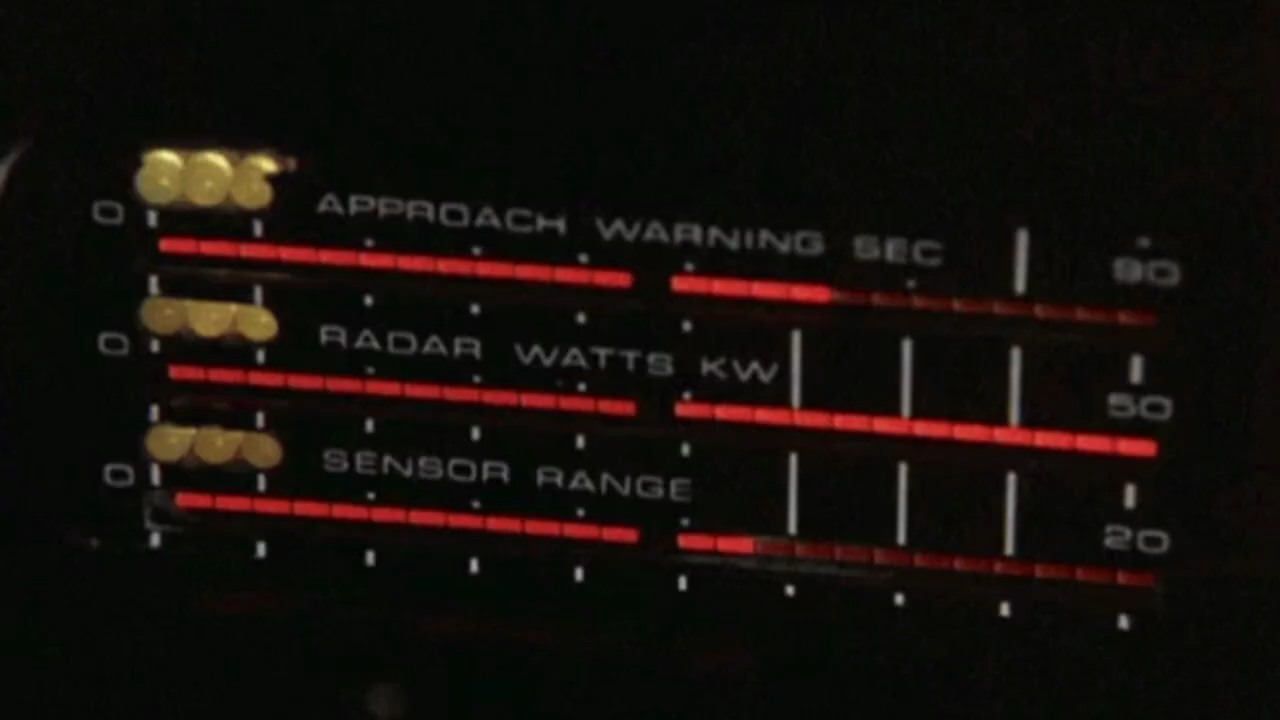 0 APPROACH WARNING SEC 90
0 RADAR WATTS KW 50
0 SENSOR RANGE 20